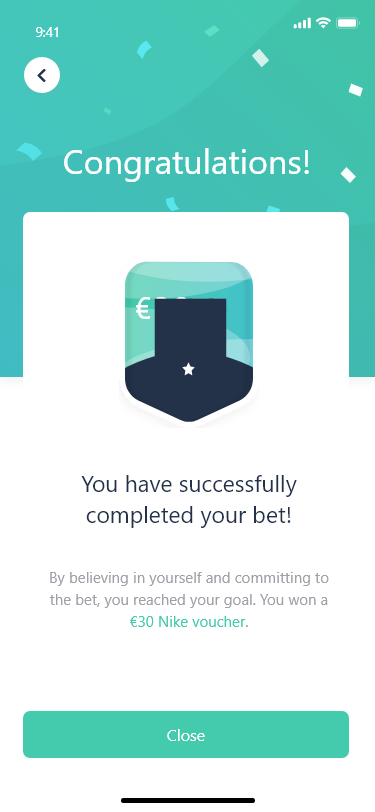 9:41
Congratulations!
You have successfully
completed your bet!
By believing in yourself and committing to
the bet, you reached your goal. You won a
€30 Nike voucher.
Close